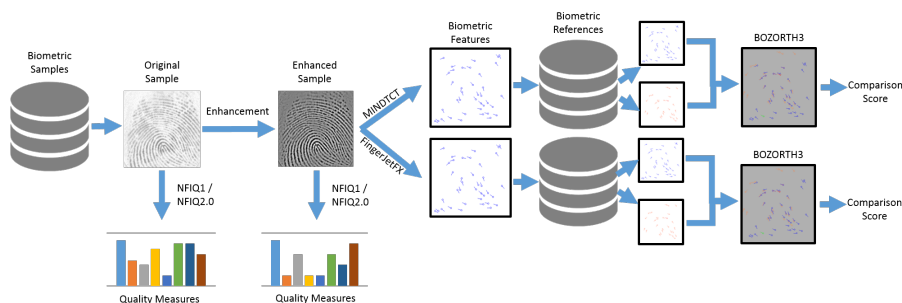 Biometric
Samples
Original
Sample
Enhancement
Enhanced
Sample
MINDTCT
FingerJetFX
Biometric
Features
Biometric
References
BOZORTH3
Comparison
Score
BOZORTH3
Comparison
Score
NFIQ1 /
NFIQ2.0
NFIQ1 /
NFIQ2.0
Quality Measures
Quality Measures